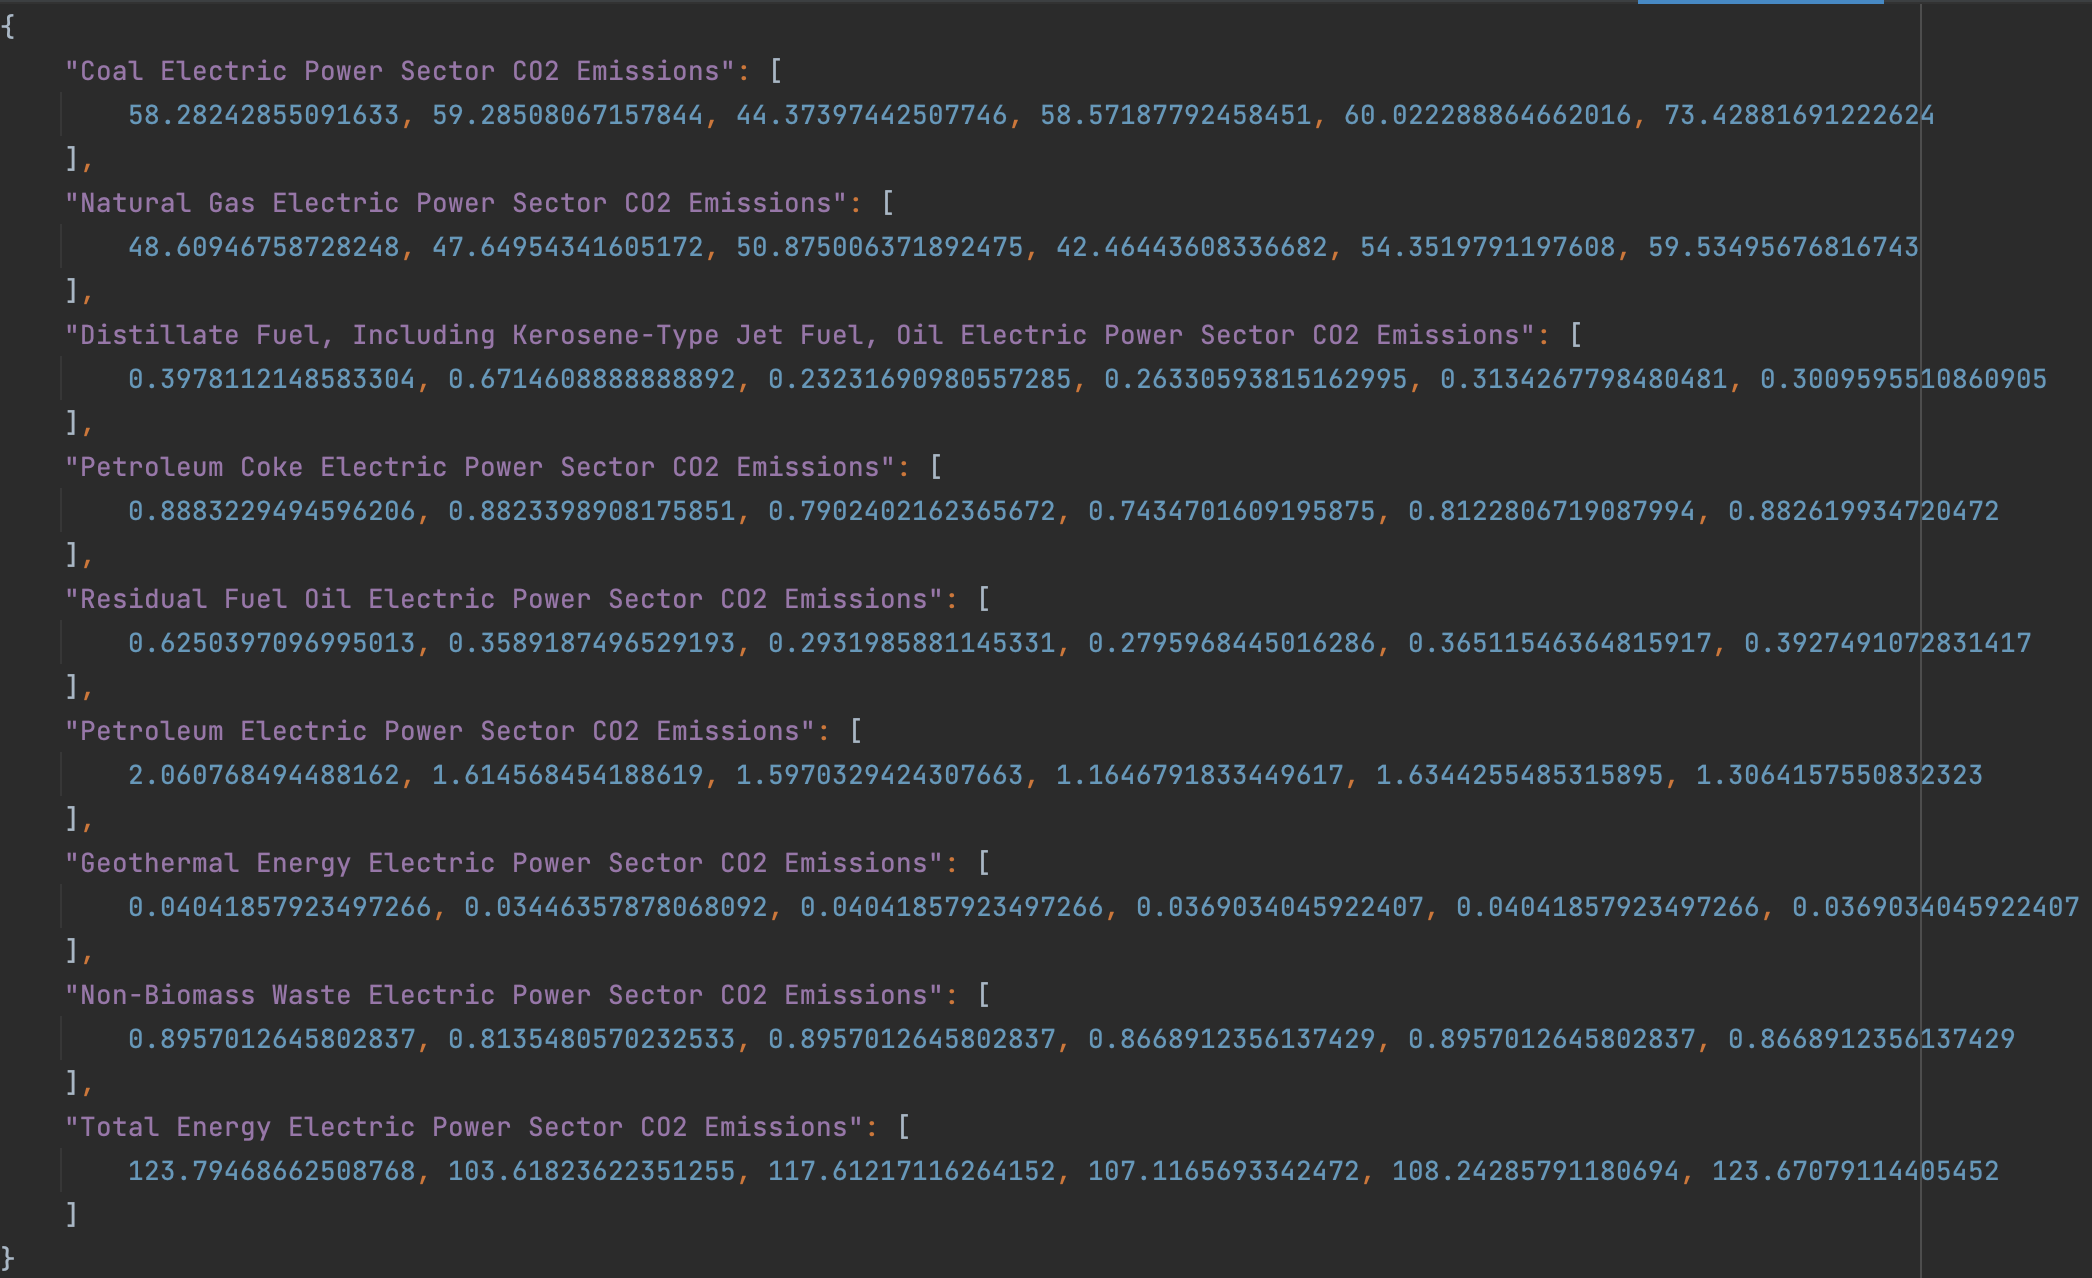 {
"Coal Electric Power Sector CO2 Emissions": [
58.28242855091633, 59.28508067157844, 44.37397442507746, 58.57187792458451, 60.022288864662016, 73.42881691222624
],
"Natural Gas Electric Power Sector CO2 Emissions": [
48.60946758728248, 47.64954341605172, 50.875006371892475, 42.46443608336682, 54.3519791197608, 59.53495676816743
],
"Distillate Fuel, Including Kerosene-Type Jet Fuel, Oil Electric Power Sector CO2 Emissions": [
0.3978112148583304, 0.6714608888888892, 0.23231690980557285, 0.26330593815162995, 0.3134267798480481, 0.3009595510860905
],
"Petroleum Coke Electric Power Sector CO2 Emissions": [
0.8883229494596206, 0.8823398908175851, 0.7902402162365672, 0.7434701609195875, 0.8122806719087994, 0.882619934720472
],
"Residual Fuel Oil Electric Power Sector CO2 Emissions": [
0.6250397096995013, 0.3589187496529193, 0.2931985881145331, 0.2795968445016286, 0.36511546364815917, 0.3927491072831417
],
"Petroleum Electric Power Sector CO2 Emissions": [
2.060768494488162, 1.614568454188619, 1.5970329424307663, 1.1646791833449617, 1.6344255485315895, 1.3064157550832323
],
"Geothermal Energy Electric Power Sector CO2 Emissions": [
0.04041857923497266, 0.03446357878068092, 0.04041857923497266, 0.0369034045922407, 0.04041857923497266, 0.0369034045922407
],
"Non-Biomass Waste Electric Power Sector CO2 Emissions": [
0.8957012645802837, 0.8135480570232533, 0.8957012645802837, 0.8668912356137429, 0.8957012645802837, 0.8668912356137429
],
"Total Energy Electric Power Sector CO2 Emissions": [
123.79468662508768, 103.61823622351255, 117.61217116264152, 107.1165693342472, 108.24285791180694, 123.67079114405452
]
}